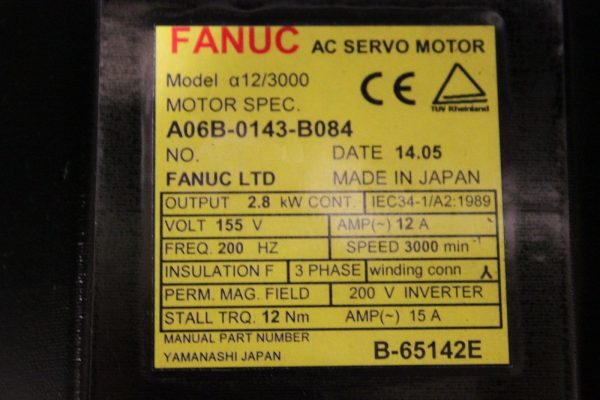 FANUC AC SERVO MOTOR
Model α12/3000
MOTOR SPEC.
CE
TUV Rheinland
A06B-0143-B084
NO. DATE 14.05
FANUC LTD MADE IN JAPAN
OUTPUT 2.8 kW CONT. IEC34-1/A2:1989
VOLT 155 V AMP(~) 12 A
FREQ. 200 HZ SPEED 3000 min⁻¹
INSULATION F 3 PHASE winding conn ⅄
PERM. MAG. FIELD 200 V INVERTER
STALL TRQ. 12 Nm AMP(~) 15 A
MANUAL PART NUMBER
YAMANASHI JAPAN B-65142E